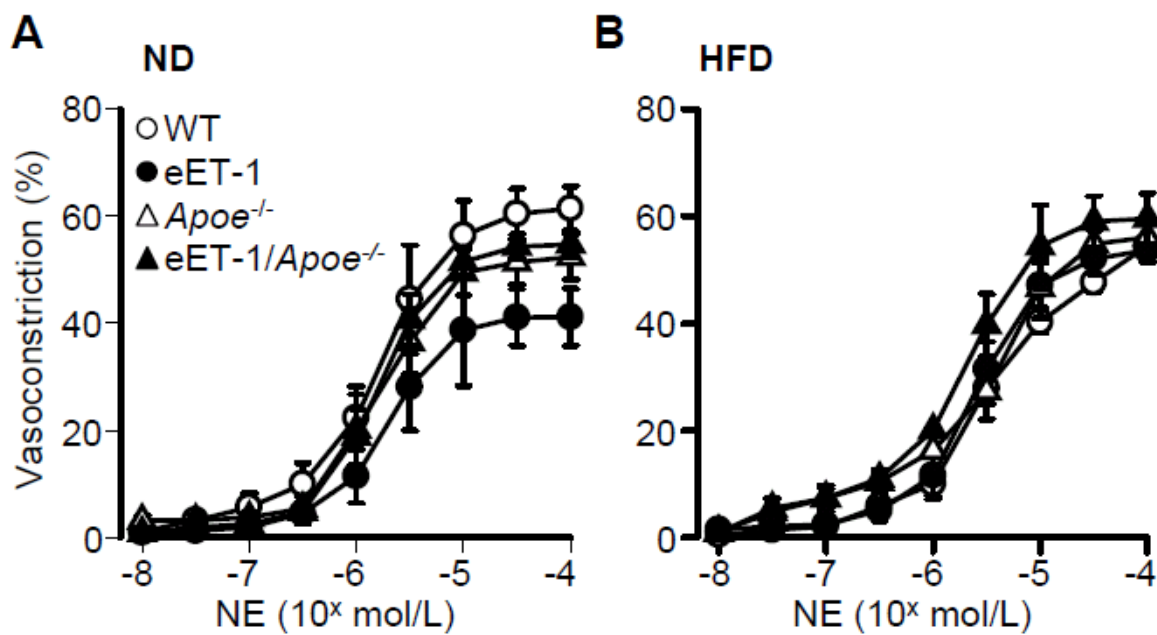 A
ND
WT
eET-1
Apoe-/-
eET-1/Apoe-/-
Vasoconstriction (%)
80
60
40
20
0
-8 -7 -6 -5 -4
NE (10ˣ mol/L)
B
HFD
80
60
40
20
0
-8 -7 -6 -5 -4
NE (10ˣ mol/L)